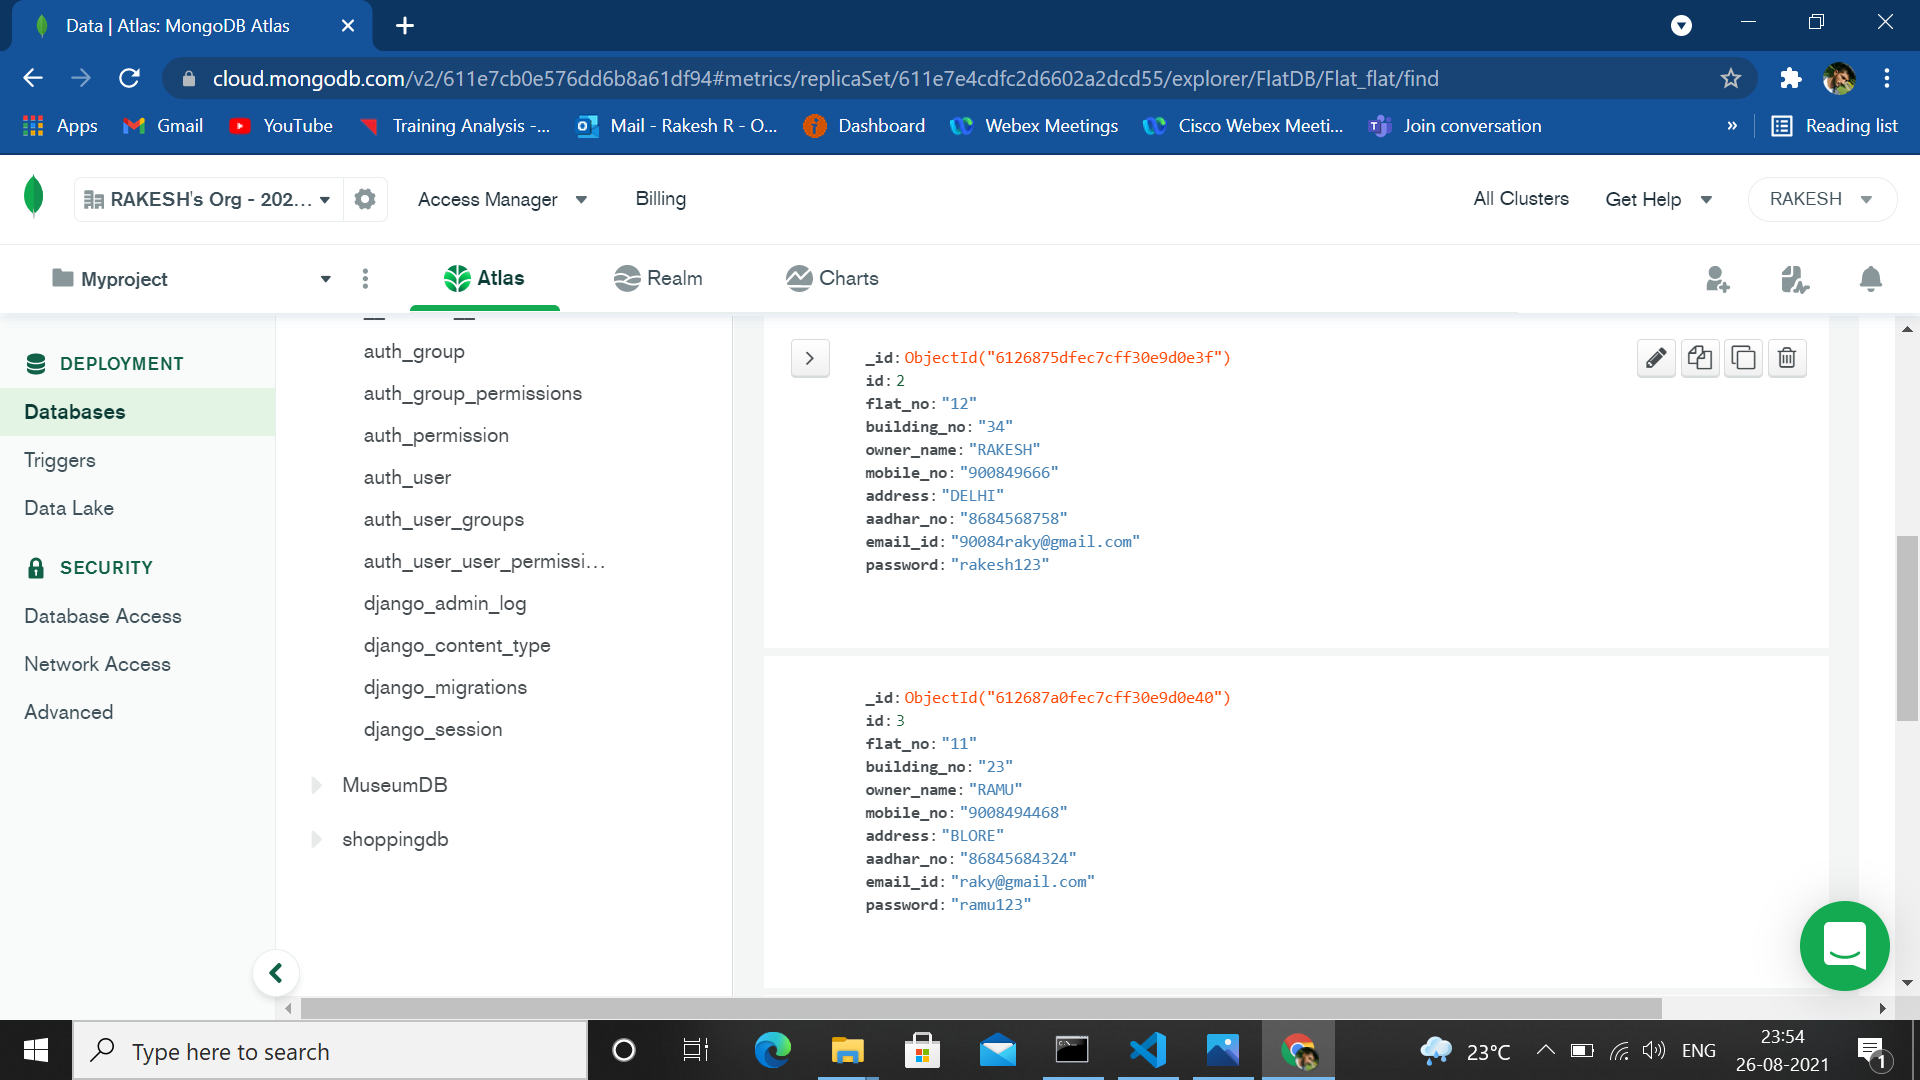 Data | Atlas: MongoDB Atlas
cloud.mongodb.com/v2/611e7cb0e576dd6b8a61df94#metrics/replicaSet/611e7e4cdfc2d6602a2dcd55/explorer/FlatDB/Flat_flat/find
Apps Gmail YouTube Training Analysis -... Mail - Rakesh R - O... Dashboard Webex Meetings Cisco Webex Meeti... Join conversation » Reading list
RAKESH's Org - 202... Access Manager Billing All Clusters Get Help RAKESH
Myproject Atlas Realm Charts
DEPLOYMENT
Databases
Triggers
Data Lake
SECURITY
Database Access
Network Access
Advanced
auth_group
auth_group_permissions
auth_permission
auth_user
auth_user_groups
auth_user_user_permissi...
django_admin_log
django_content_type
django_migrations
django_session
MuseumDB
shoppingdb
_id: ObjectId("6126875dfec7cff30e9d0e3f")
id: 2
flat_no: "12"
building_no: "34"
owner_name: "RAKESH"
mobile_no: "900849666"
address: "DELHI"
aadhar_no: "8684568758"
email_id: "90084raky@gmail.com"
password: "rakesh123"
_id: ObjectId("612687a0fec7cff30e9d0e40")
id: 3
flat_no: "11"
building_no: "23"
owner_name: "RAMU"
mobile_no: "9008494468"
address: "BLORE"
aadhar_no: "86845684324"
email_id: "raky@gmail.com"
password: "ramu123"
Type here to search
23°C
ENG
23:54
26-08-2021
1